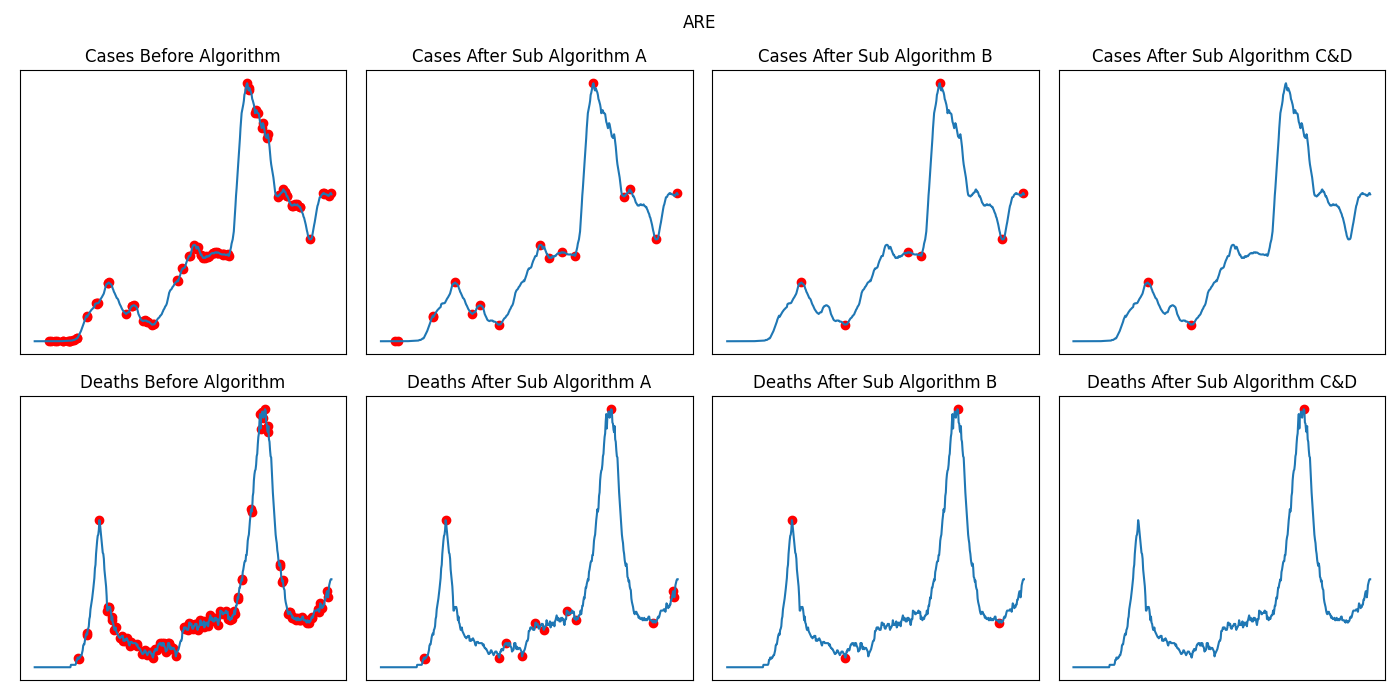 ARE
Cases Before Algorithm
Cases After Sub Algorithm A
Cases After Sub Algorithm B
Cases After Sub Algorithm C&D
Deaths Before Algorithm
Deaths After Sub Algorithm A
Deaths After Sub Algorithm B
Deaths After Sub Algorithm C&D